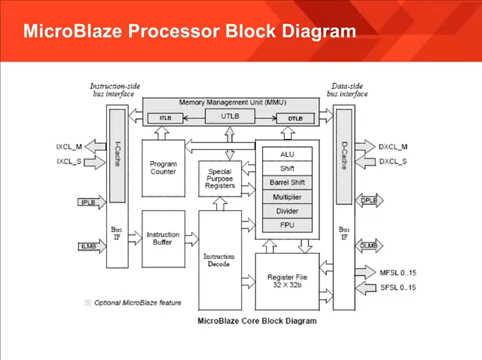 MicroBlaze Processor Block Diagram
Instruction-side
bus interface
Data-side
bus interface
Memory Management Unit (MMU)
ITLB
UTLB
DTLB
IXCL_M
IXCL_S
I-Cache
Program
Counter
Special
Purpose
Registers
ALU
Shift
Barrel Shift
Multiplier
Divider
FPU
D-Cache
DXCL_M
DXCL_S
IPLB
DPLB
Bus
IF
Instruction
Buffer
Instruction
Decode
Bus
IF
ILMB
DLMB
Register File
32 X 32b
MFSL 0..15
SFSL 0..15
Optional MicroBlaze feature
MicroBlaze Core Block Diagram